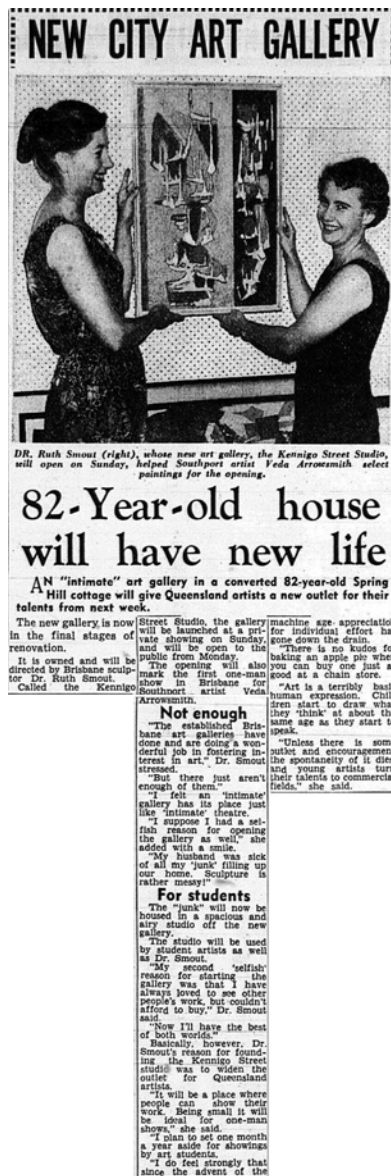 NEW CITY ART GALLERY
DR. Ruth Smout (right), whose new art gallery, the Kennigo Street Studio,
will open on Sunday, helped Southport artist Veda Arrowsmith select
paintings for the opening.
82-Year-old house
will have new life
AN "intimate" art gallery in a converted 82-year-old Spring
Hill cottage will give Queensland artists a new outlet for their
talents from next week.
The new gallery, is now
in the final stages of
renovation.
It is owned and will be
directed by Brisbane sculp-
tor Dr. Ruth Smout.
Called the Kennigo
Street Studio, the gallery
will be launched at a pri-
vate showing on Sunday,
and will be open to the
public from Monday.
The opening will also
mark the first one-man
show in Brisbane for
Southport artist Veda
Arrowsmith.
Not enough
"The established Bris-
bane art galleries have
done and are doing a won-
derful job in fostering in-
terest in art," Dr. Smout
stressed.
"But there just aren't
enough of them."
"I felt an 'intimate'
gallery has its place just
like 'intimate' theatre.
"I suppose I had a sel-
fish reason for opening
the gallery as well," she
added with a smile.
"My husband was sick
of all my 'junk' filling up
our home. Sculpture is
rather messy!"
For students
The "junk" will now be
housed in a spacious and
airy studio off the new
gallery.
The studio will be used
by student artists as well
as Dr. Smout.
"My second 'selfish'
reason for starting the
gallery was that I have
always loved to see other
people's work, but couldn't
afford to buy," Dr. Smout
said.
"Now I'll have the best
of both worlds."
Basically, however, Dr.
Smout's reason for found-
ing the Kennigo Street
studio was to widen the
outlet for Queensland
artists.
"It will be a place where
people can show their
work. Being small it will
be ideal for one-man
shows," she said.
"I plan to set one month
a year aside for showings
by art students.
"I do feel strongly that
since the advent of the
machine age appreciatio
for individual effort ha
gone down the drain.
"There is no kudos fo
baking an apple pie whe
you can buy one just a
good at a chain store.
"Art is a terribly basi
human expression. Chil
dren start to draw wha
they 'think' at about th
same age as they start t
speak.
"Unless there is som
outlet and encouragemen
the spontaneity of it die
and young artists turn
their talents to commercia
fields," she said.